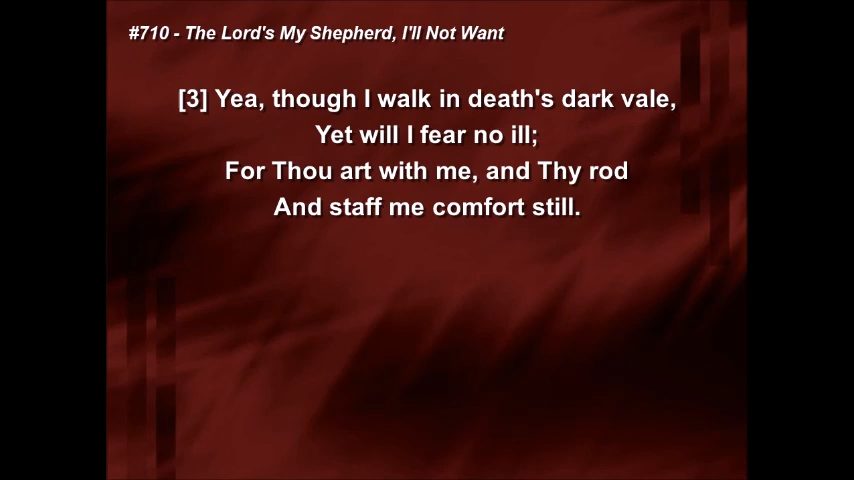 #710 - The Lord's My Shepherd, I'll Not Want
[3] Yea, though I walk in death's dark vale,
Yet will I fear no ill;
For Thou art with me, and Thy rod
And staff me comfort still.